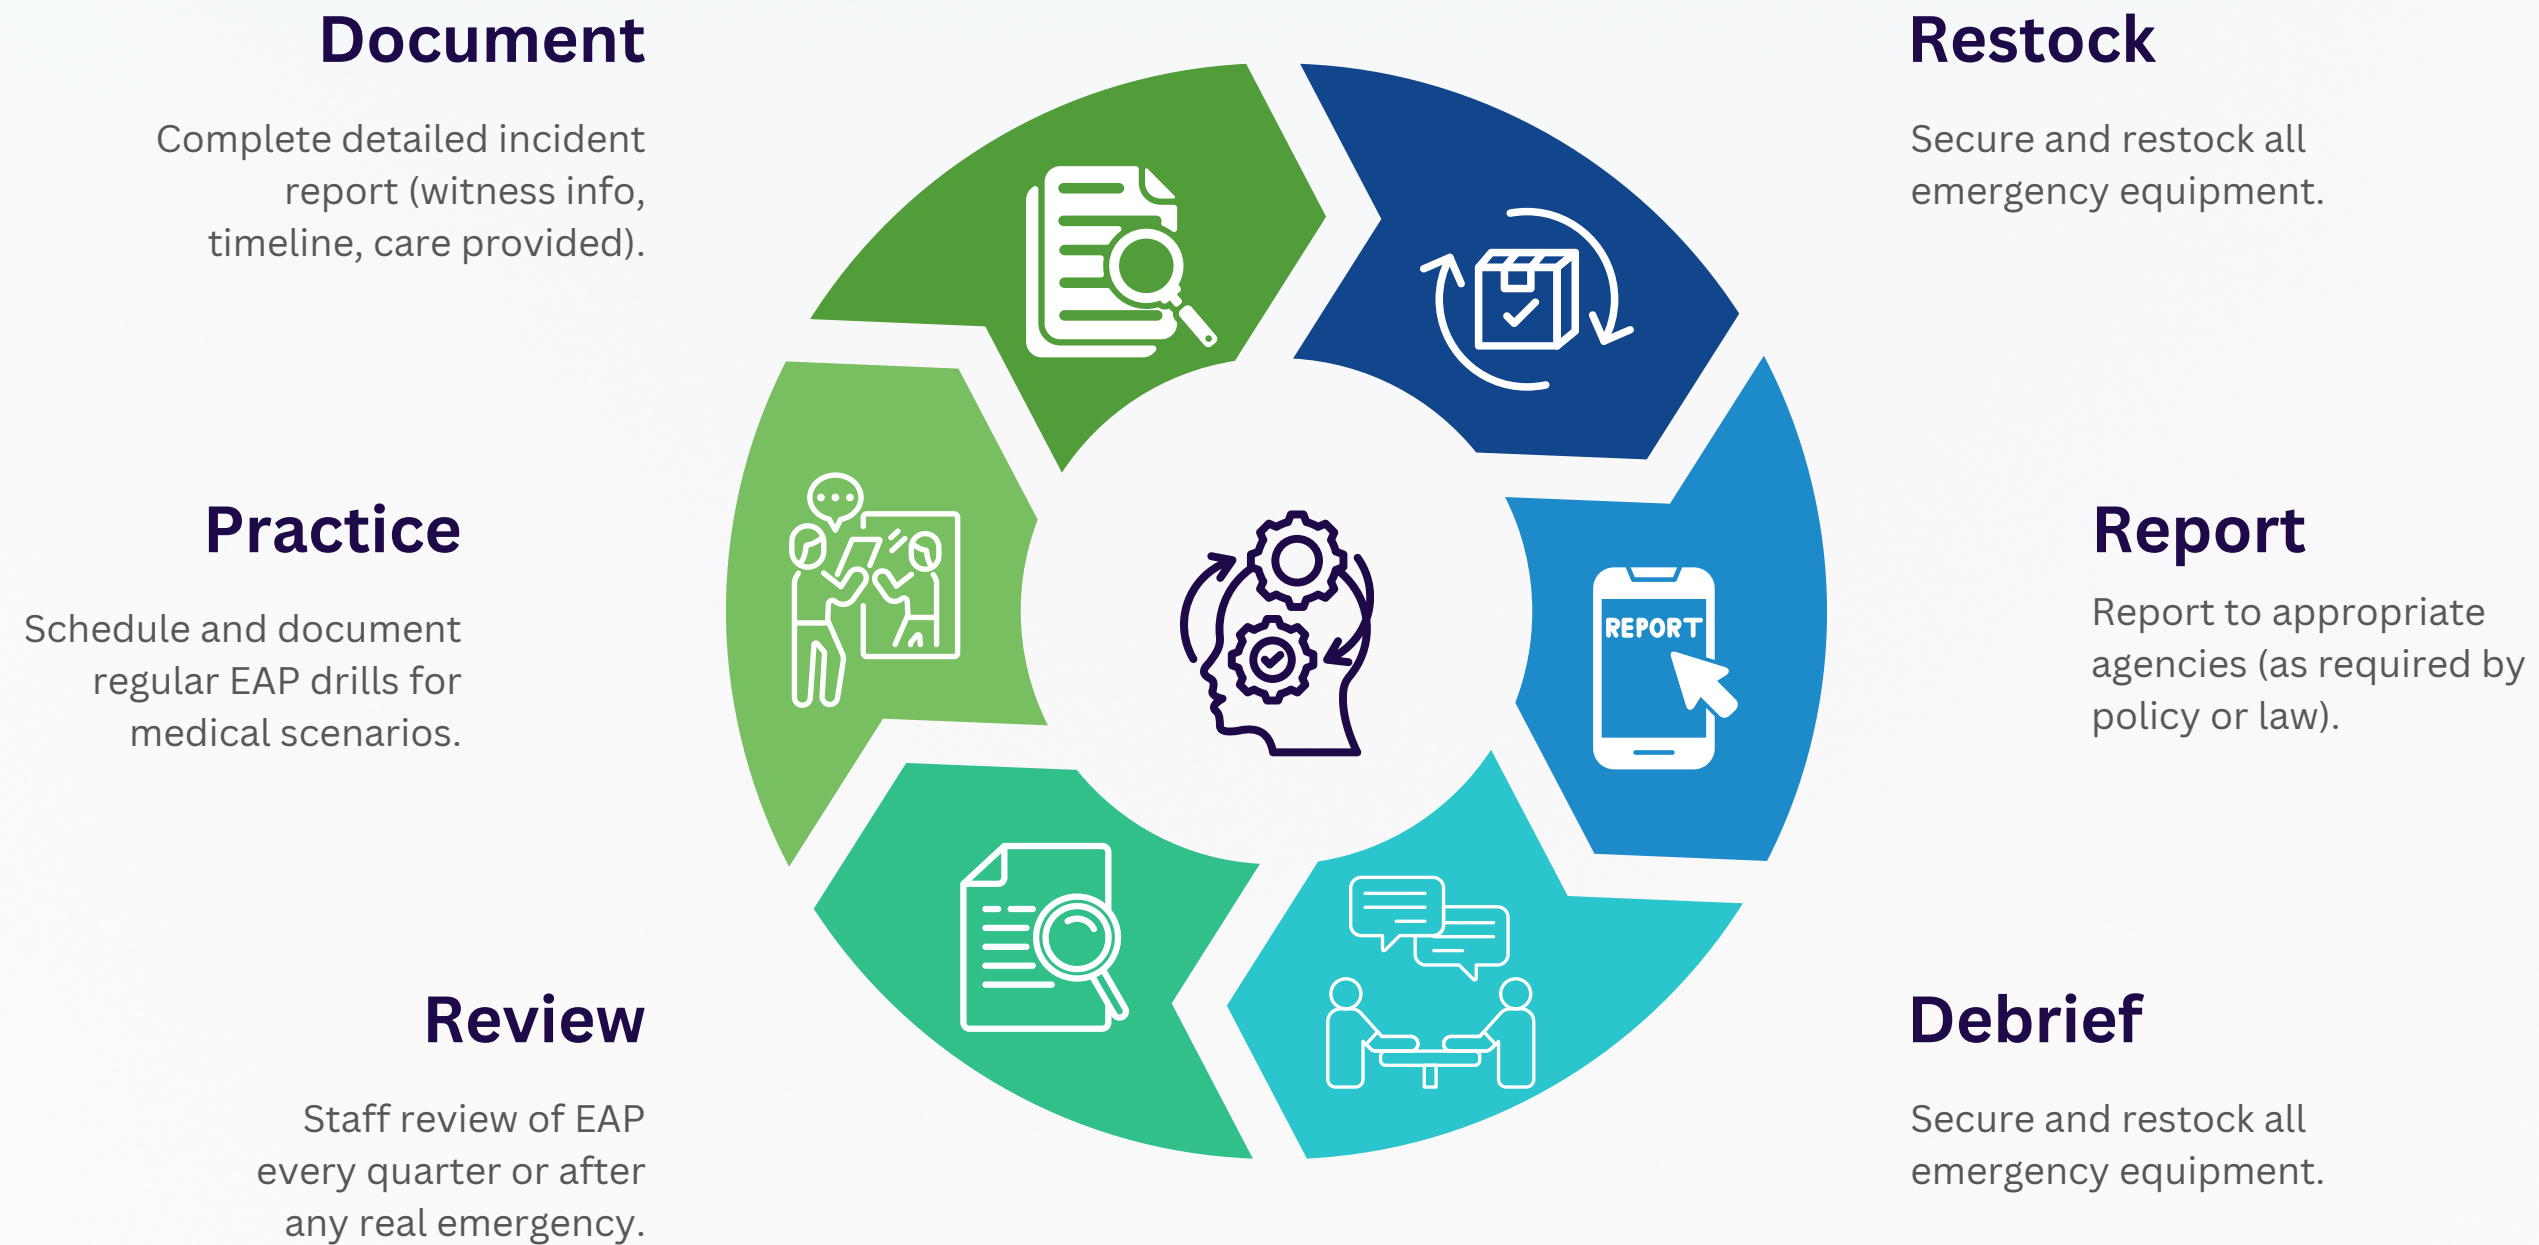 Document
Complete detailed incident
report (witness info,
timeline, care provided).
Restock
Secure and restock all
emergency equipment.
Practice
Schedule and document
regular EAP drills for
medical scenarios.
REPORT
Report
Report to appropriate
agencies (as required by
policy or law).
Review
Staff review of EAP
every quarter or after
any real emergency.
Debrief
Secure and restock all
emergency equipment.